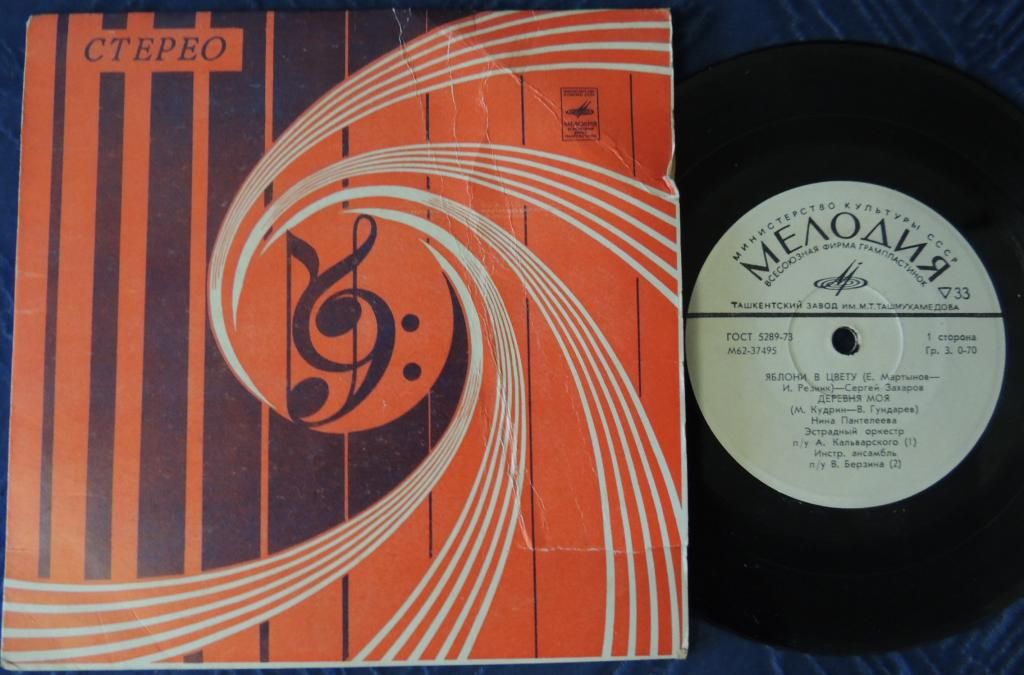 СТЕРЕО
МЕЛОДИЯ
МИНИСТЕРСТВО КУЛЬТУРЫ СССР
МЕЛОДИЯ
ВСЕСОЮЗНАЯ ФИРМА ГРАМПЛАСТИНОК
▽33
ТАШКЕНТСКИЙ ЗАВОД ИМ. М.Т. ТАШМУХАМЕДОВА
ГОСТ 5289-73
1 сторона
М62-37495
Гр. 3. 0-70
ЯБЛОНИ В ЦВЕТУ (Е. Мартынов—
И. Резник)—Сергей Захаров
ДЕРЕВНЯ МОЯ
(М. Кудрин—В. Гундарев)
Нина Пантелеева
Эстрадный оркестр
п/у А. Кальварского (1)
Инстр. ансамбль
п/у В. Берзина (2)